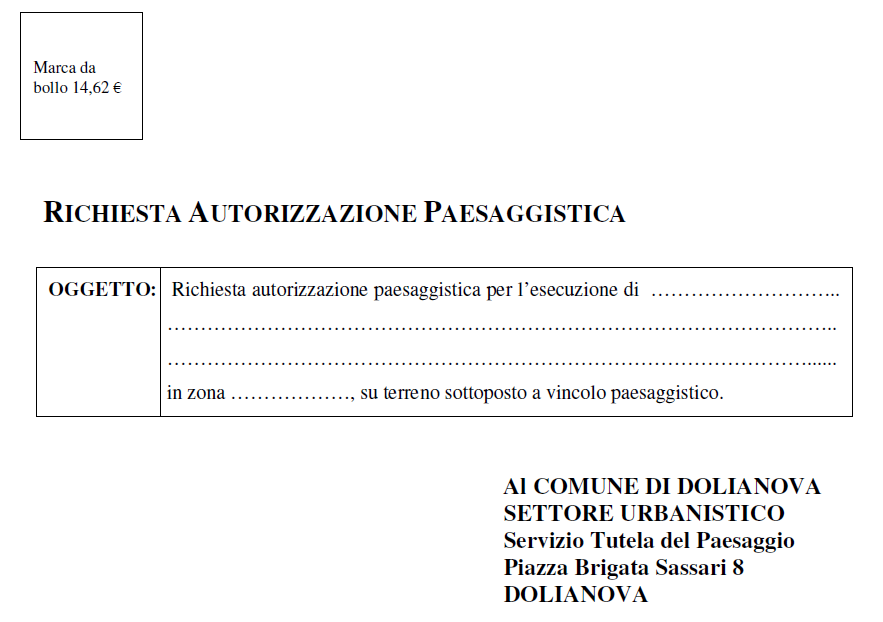 Marca da
bollo 14,62 €
RICHIESTA AUTORIZZAZIONE PAESAGGISTICA
OGGETTO: Richiesta autorizzazione paesaggistica per l’esecuzione di ………………………..
………………………………………………………………………………………..
……………………………………………………………………………………......
in zona ………………, su terreno sottoposto a vincolo paesaggistico.
Al COMUNE DI DOLIANOVA
SETTORE URBANISTICO
Servizio Tutela del Paesaggio
Piazza Brigata Sassari 8
DOLIANOVA